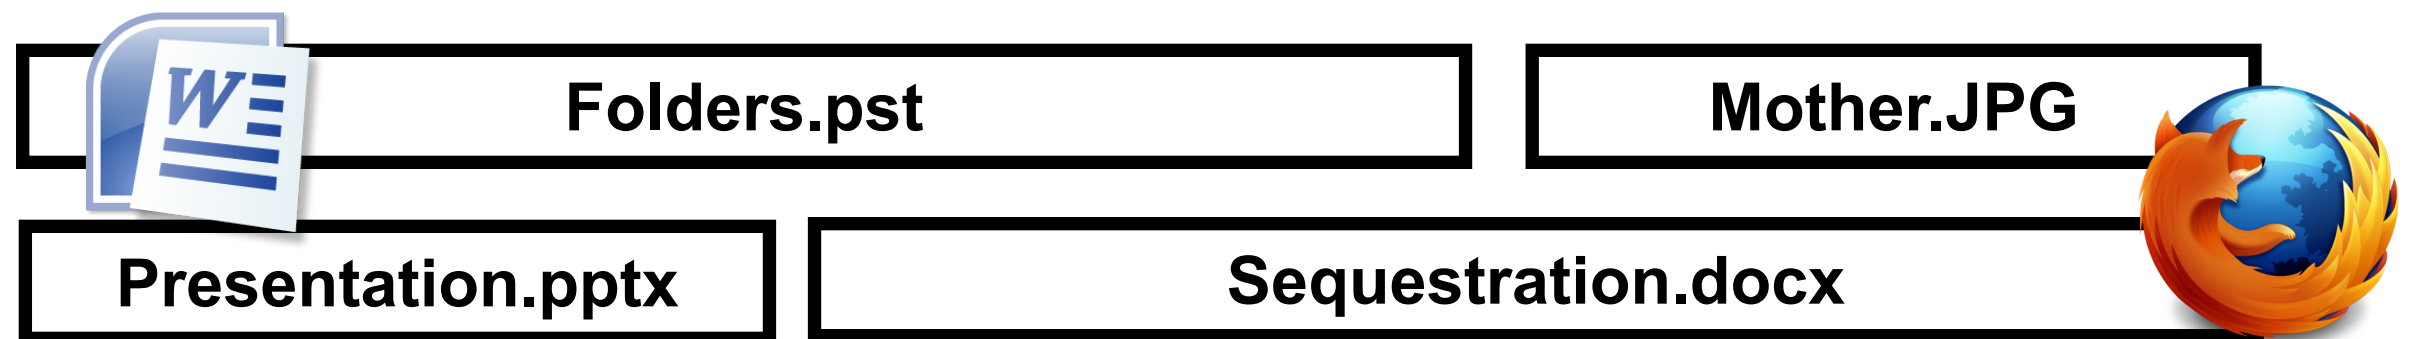 Folders.pst
Mother.JPG
W
Presentation.pptx
Sequestration.docx